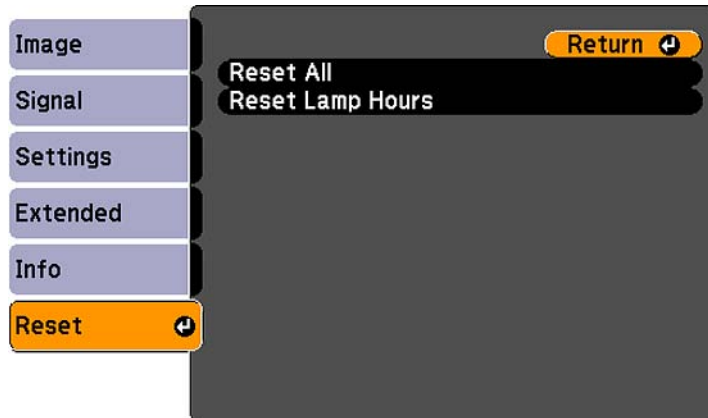 Image
Signal
Settings
Extended
Info
Reset
Return
Reset All
Reset Lamp Hours